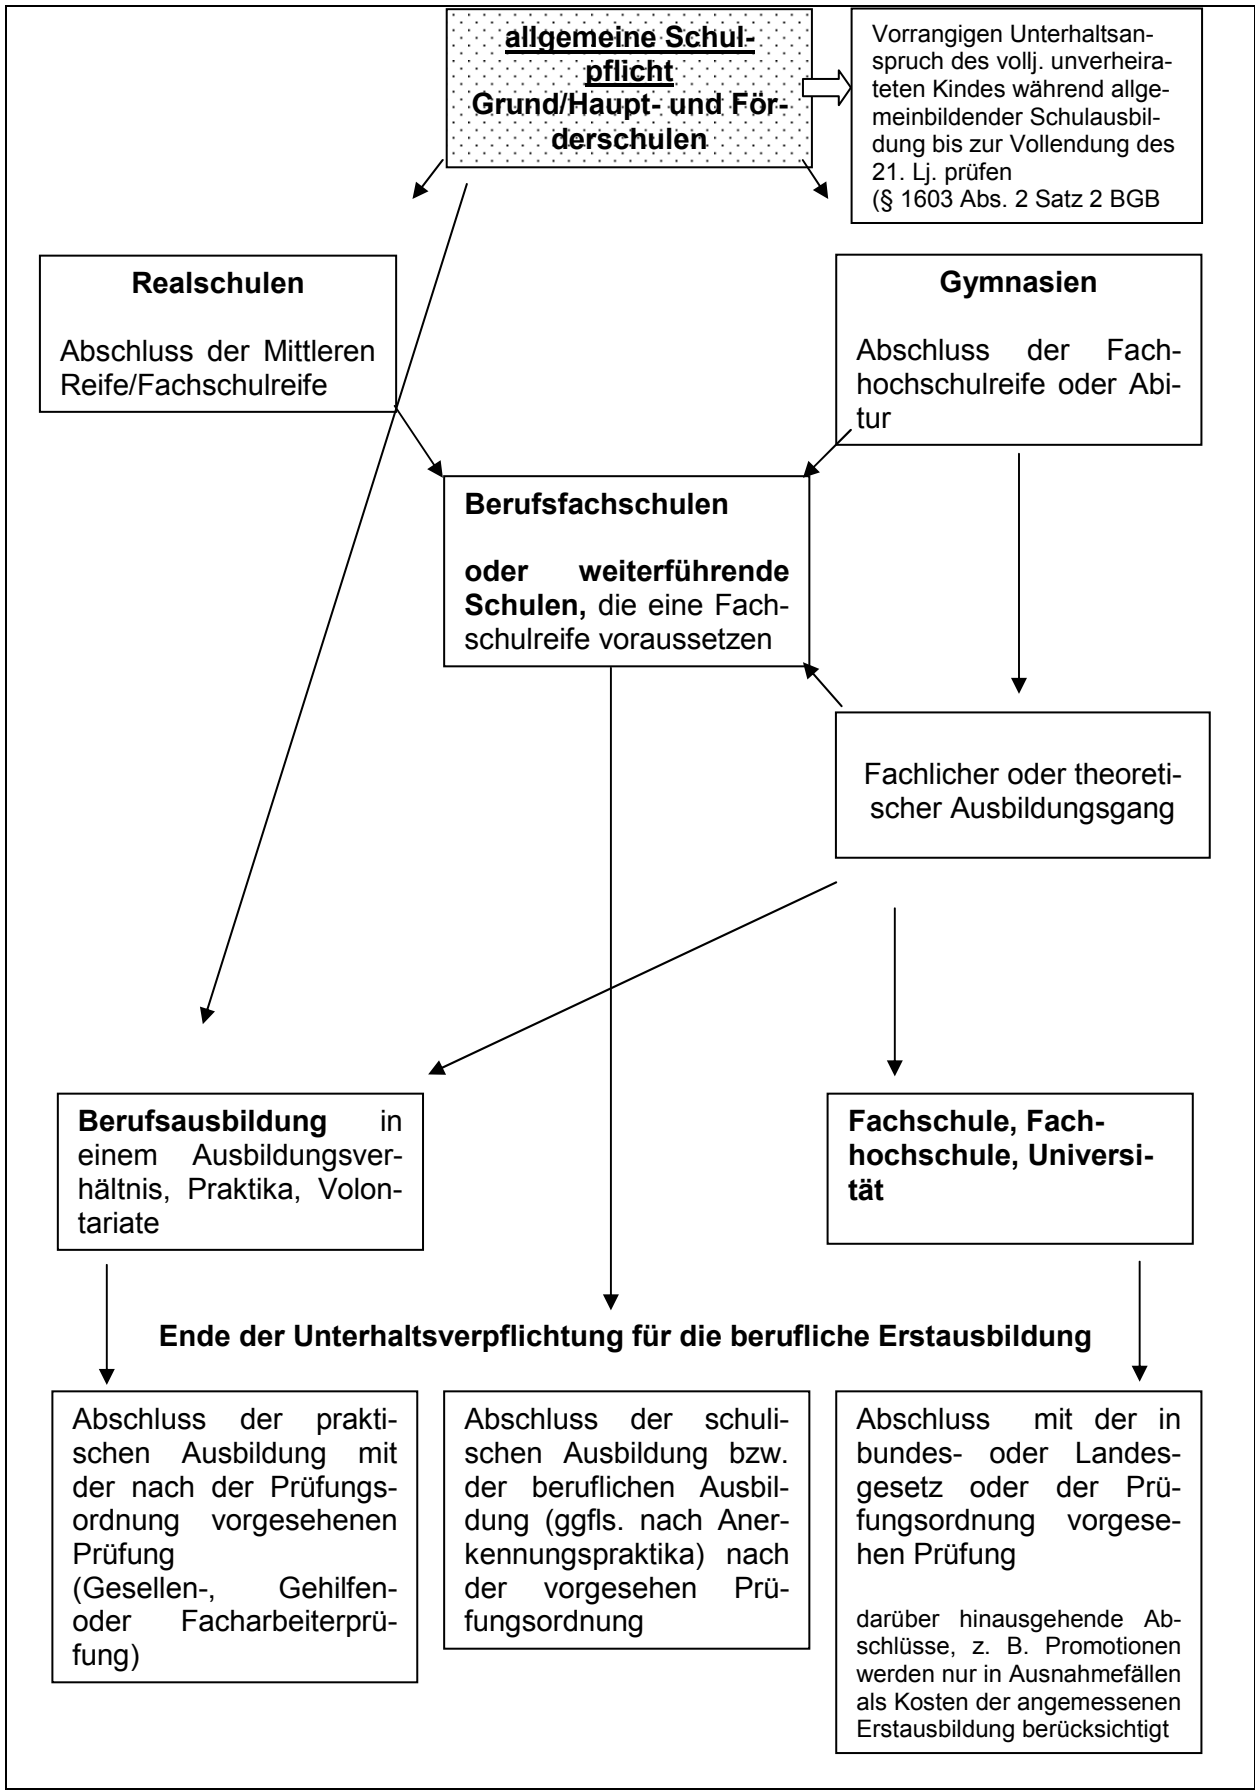 allgemeine Schul-
pflicht
Grund/Haupt- und För-
derschulen
Vorrangigen Unterhaltsan-
spruch des vollj. unverheira-
teten Kindes während allge-
meinbildender Schulausbil-
dung bis zur Vollendung des
21. Lj. prüfen
(§ 1603 Abs. 2 Satz 2 BGB
Realschulen
Abschluss der Mittleren
Reife/Fachschulreife
Gymnasien
Abschluss der Fach-
hochschulreife oder Abi-
tur
Berufsfachschulen
oder weiterführende
Schulen, die eine Fach-
schulreife voraussetzen
Fachlicher oder theoreti-
scher Ausbildungsgang
Berufsausbildung in
einem Ausbildungsver-
hältnis, Praktika, Volon-
tariate
Fachschule, Fach-
hochschule, Universi-
tät
Ende der Unterhaltsverpflichtung für die berufliche Erstausbildung
Abschluss der prakti-
schen Ausbildung mit
der nach der Prüfungs-
ordnung vorgesehenen
Prüfung
(Gesellen-, Gehilfen-
oder Facharbeiterprü-
fung)
Abschluss der schuli-
schen Ausbildung bzw.
der beruflichen Ausbil-
dung (ggfls. nach Aner-
kennungspraktika) nach
der vorgesehen Prü-
fungsordnung
Abschluss mit der in
bundes- oder Landes-
gesetz oder der Prü-
fungsordnung vorgese-
hen Prüfung
darüber hinausgehende Ab-
schlüsse, z. B. Promotionen
werden nur in Ausnahmefällen
als Kosten der angemessenen
Erstausbildung berücksichtigt